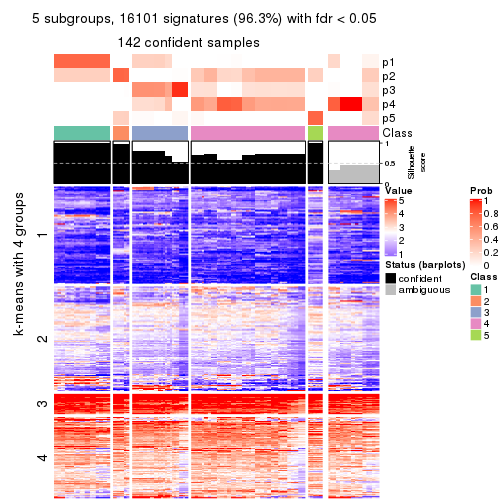 5 subgroups, 16101 signatures (96.3%) with fdr < 0.05
142 confident samples
p1
p2
p3
p4
p5
Class
1
0.5
0
Silhouette
score
k-means with 4 groups
1
2
3
4
Value
5
4
3
2
1
Status (barplots)
confident
ambiguous
Prob
1
0.8
0.6
0.4
0.2
0
Class
1
2
3
4
5